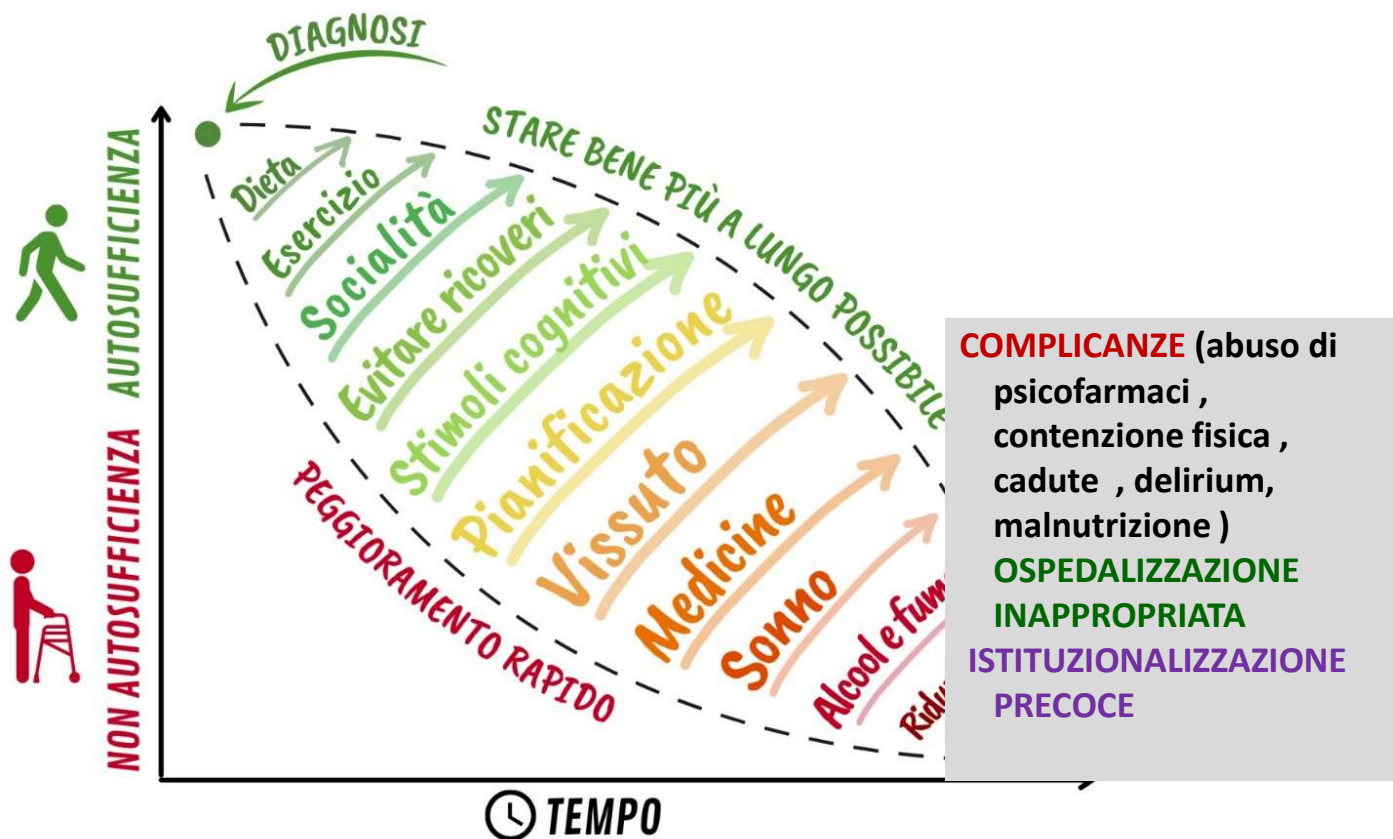 DIAGNOSI
STARE BENE PIÙ A LUNGO POSSIBILE
AUTOSUFFICIENZA
NON AUTOSUFFICIENZA
Dieta
Esercizio
Socialità
Evitare ricoveri
Stimoli cognitivi
Pianificazione
Vissuto
Medicine
Sonno
Alcool e
PEGGIORAMENTO RAPIDO
TEMPO
COMPLICANZE (abuso di
psicofarmaci ,
contenzione fisica ,
cadute , delirium,
malnutrizione )
OSPEDALIZZAZIONE
INAPPROPRIATA
ISTITUZIONALIZZAZIONE
PRECOCE